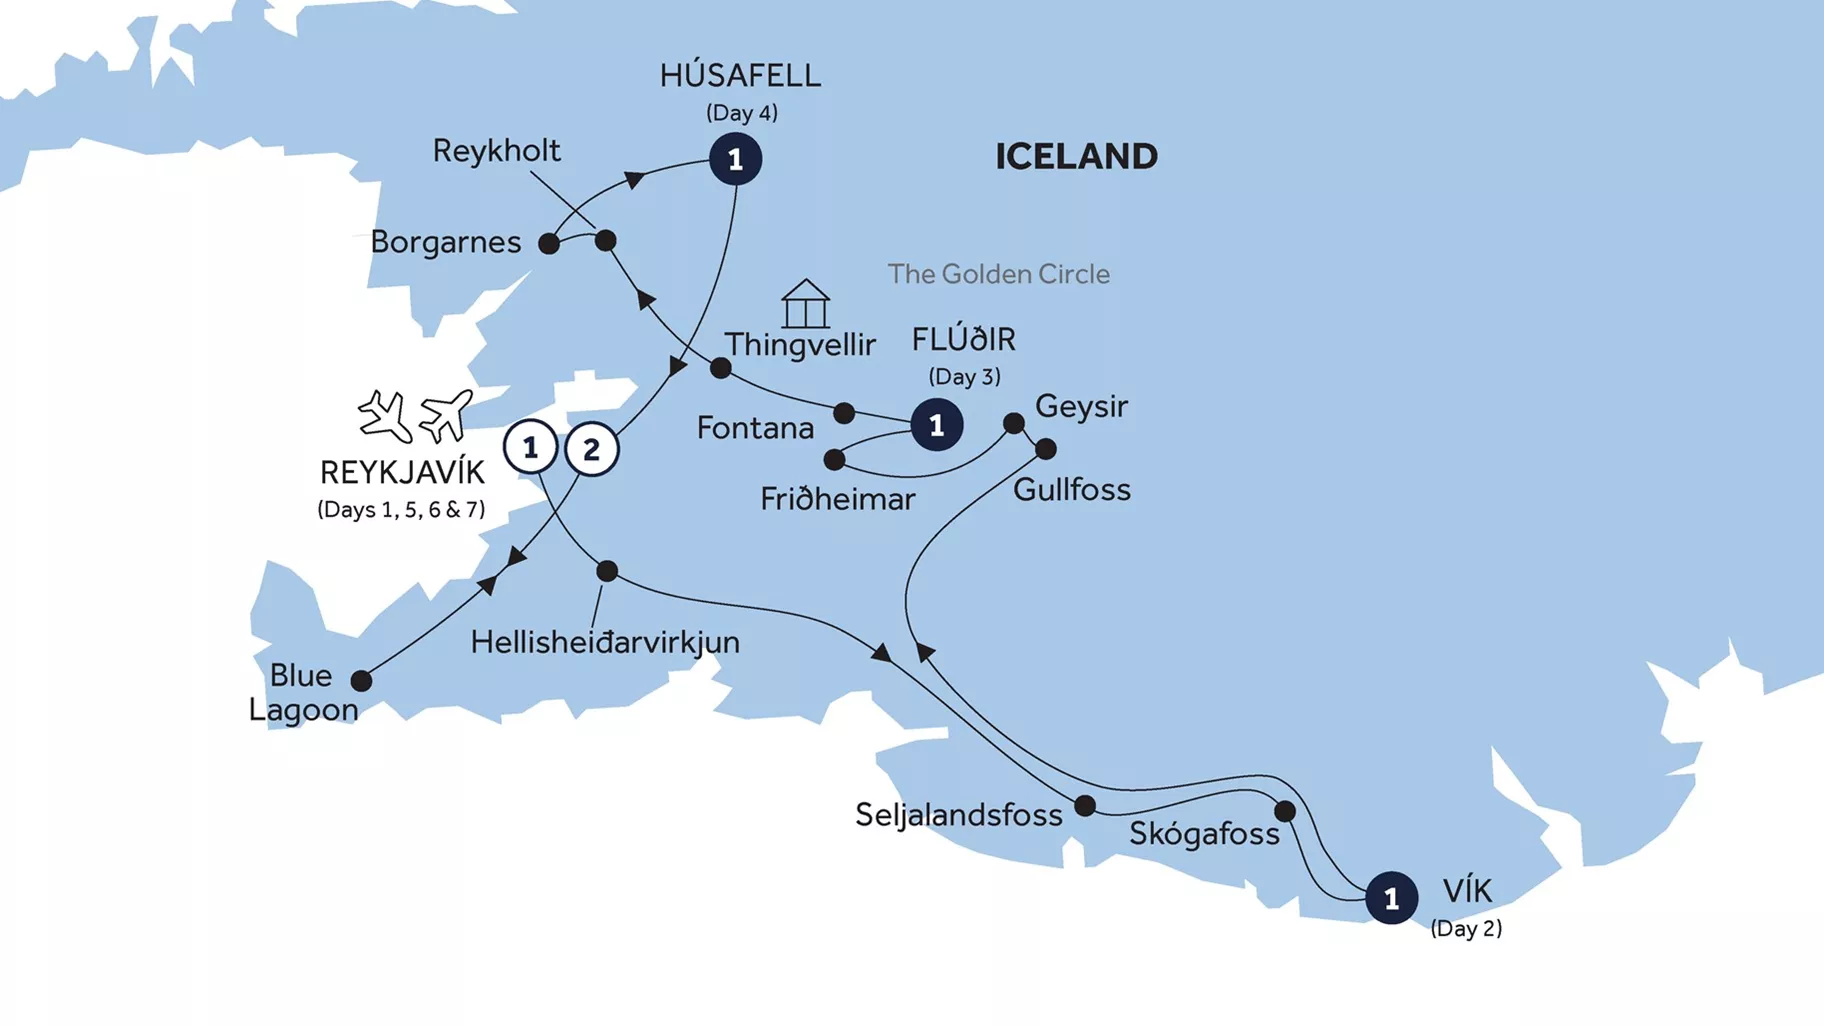 HÚSAFELL
(Day 4)
1
Reykholt
ICELAND
Borgarnes
The Golden Circle
Thingvellir
FLÚðIR
(Day 3)
1
Geysir
Fontana
Gullfoss
Friðheimar
1
2
REYKJAVÍK
(Days 1, 5, 6 & 7)
Hellisheiđarvirkjun
Blue
Lagoon
Seljalandsfoss
Skógafoss
1
VÍK
(Day 2)